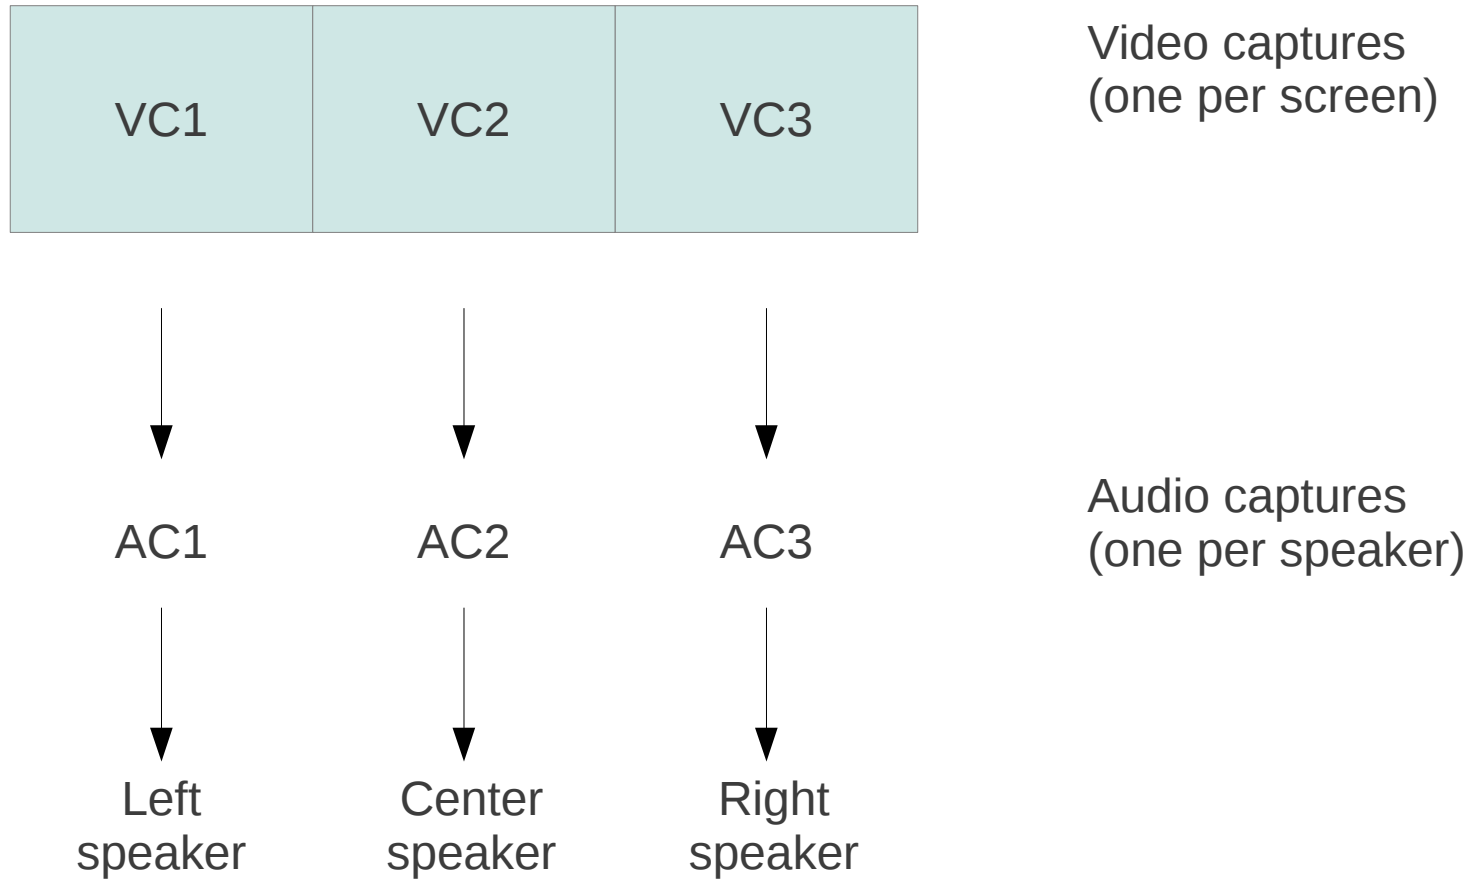 VC1 VC2 VC3
Video captures
(one per screen)
AC1 AC2 AC3
Audio captures
(one per speaker)
Left
speaker
Center
speaker
Right
speaker